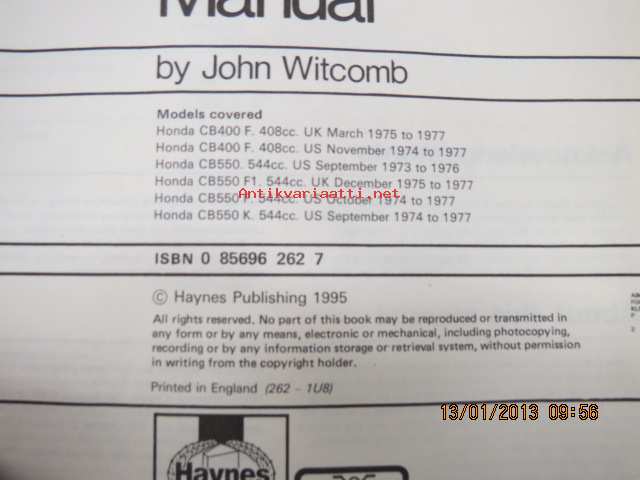 Manual
by John Witcomb
Models covered
Honda CB400 F. 408cc. UK March 1975 to 1977
Honda CB400 F. 408cc. US November 1974 to 1977
Honda CB550. 544cc. US September 1973 to 1976
Honda CB550 F1. 544cc. UK December 1975 to 1977
Antikvariaatti.net
Honda CB550 F. 544cc. US October 1974 to 1977
Honda CB550 K. 544cc. US September 1974 to 1977
ISBN 0 85696 262 7
© Haynes Publishing 1995
All rights reserved. No part of this book may be reproduced or transmitted in
any form or by any means, electronic or mechanical, including photocopying,
recording or by any information storage or retrieval system, without permission
in writing from the copyright holder.
Printed in England (262 – 1U8)
13/01/2013 09:56
Haynes